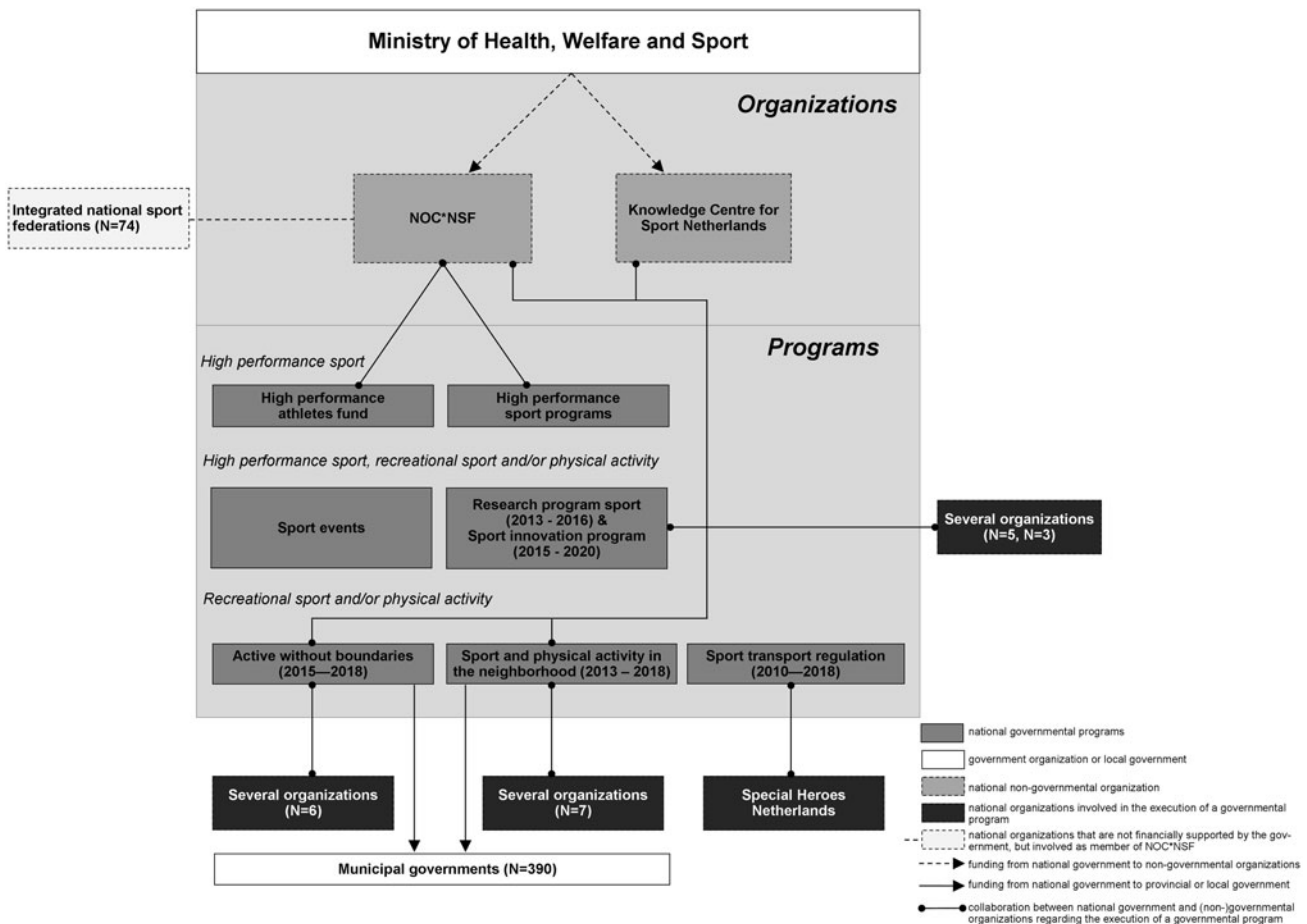 Ministry of Health, Welfare and Sport
Organizations
Integrated national sport
federations (N=74)
NOC*NSF
Knowledge Centre for
Sport Netherlands
Programs
High performance sport
High performance
athletes fund
High performance
sport programs
High performance sport, recreational sport and/or physical activity
Sport events
Research program sport
(2013 - 2016) &
Sport innovation program
(2015 - 2020)
Several organizations
(N=5, N=3)
Recreational sport and/or physical activity
Active without boundaries
(2015—2018)
Sport and physical activity in
the neighborhood (2013 – 2018)
Sport transport regulation
(2010—2018)
Several organizations
(N=6)
Several organizations
(N=7)
Special Heroes
Netherlands
Municipal governments (N=390)
national governmental programs
government organization or local government
national non-governmental organization
national organizations involved in the execution of a governmental
program
national organizations that are not financially supported by the gov-
ernment, but involved as member of NOC*NSF
funding from national government to non-governmental organizations
funding from national government to provincial or local government
collaboration between national government and (non-)governmental
organizations regarding the execution of a governmental program